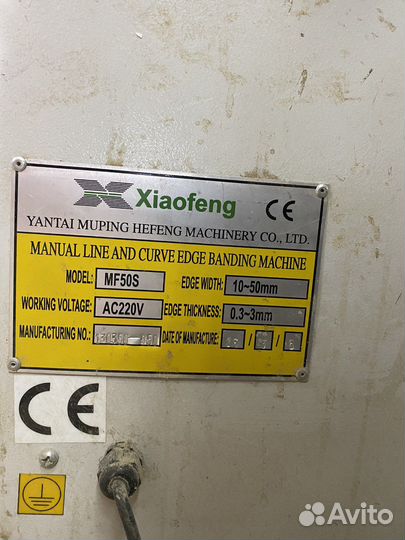 Xiaofeng CE
YANTAI MUPING HEFENG MACHINERY CO., LTD.
MANUAL LINE AND CURVE EDGE BANDING MACHINE
MODEL: MF50S EDGE WIDTH: 10~50mm
WORKING VOLTAGE: AC220V EDGE THICKNESS: 0.3~3mm
MANUFACTURING NO.: DATE OF MANUFACTURE: / /
CE
Avito